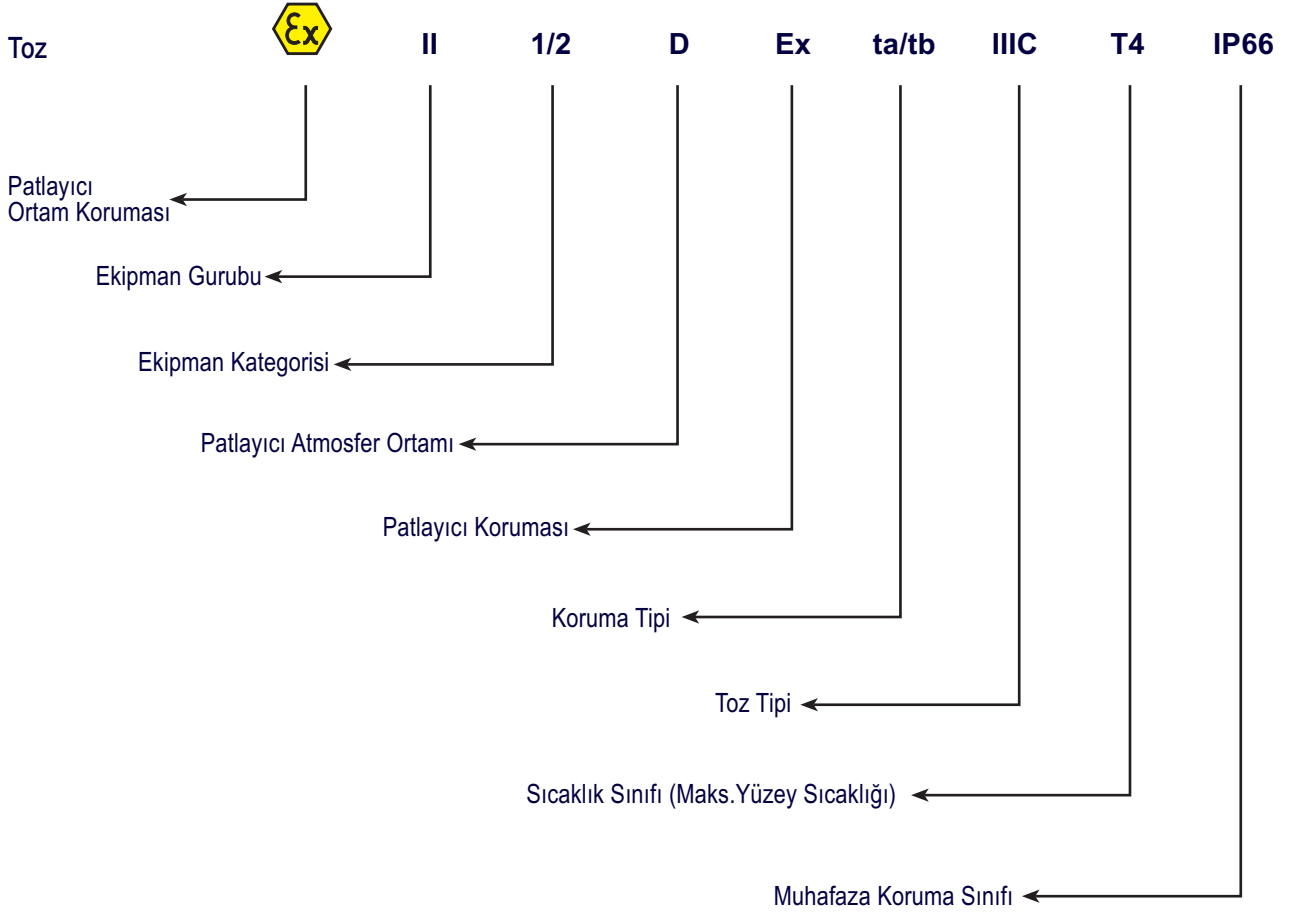 Toz Ex II 1/2 D Ex ta/tb IIIC T4 IP66
Patlayıcı
Ortam Koruması
Ekipman Gurubu
Ekipman Kategorisi
Patlayıcı Atmosfer Ortamı
Patlayıcı Koruması
Koruma Tipi
Toz Tipi
Sıcaklık Sınıfı (Maks.Yüzey Sıcaklığı)
Muhafaza Koruma Sınıfı